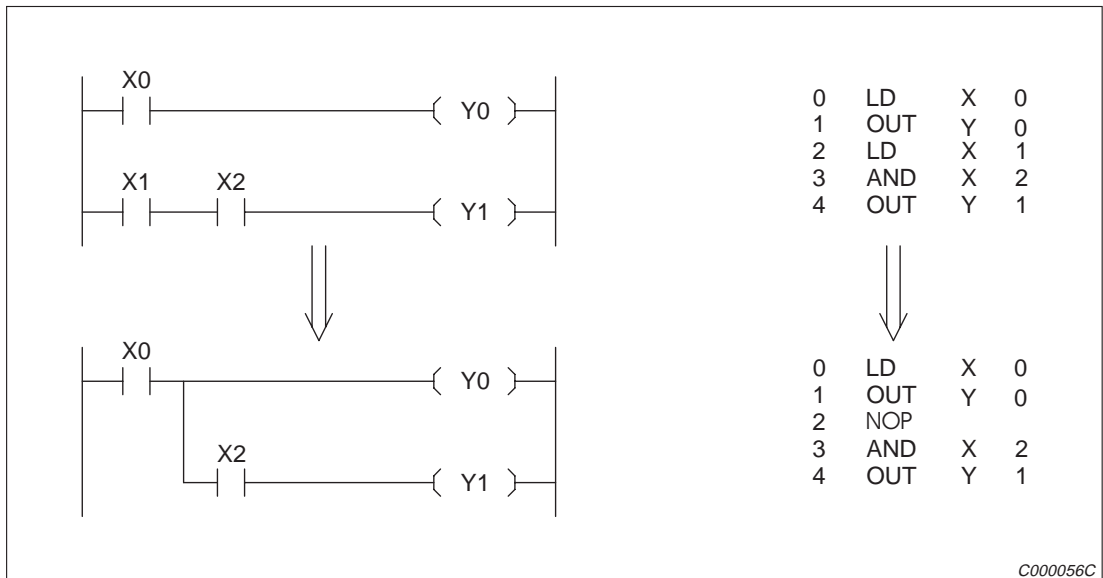 X0
Y0
X1 X2
Y1
0 LD X 0
1 OUT Y 0
2 LD X 1
3 AND X 2
4 OUT Y 1
X0
Y0
X2
Y1
0 LD X 0
1 OUT Y 0
2 NOP
3 AND X 2
4 OUT Y 1
C000056C